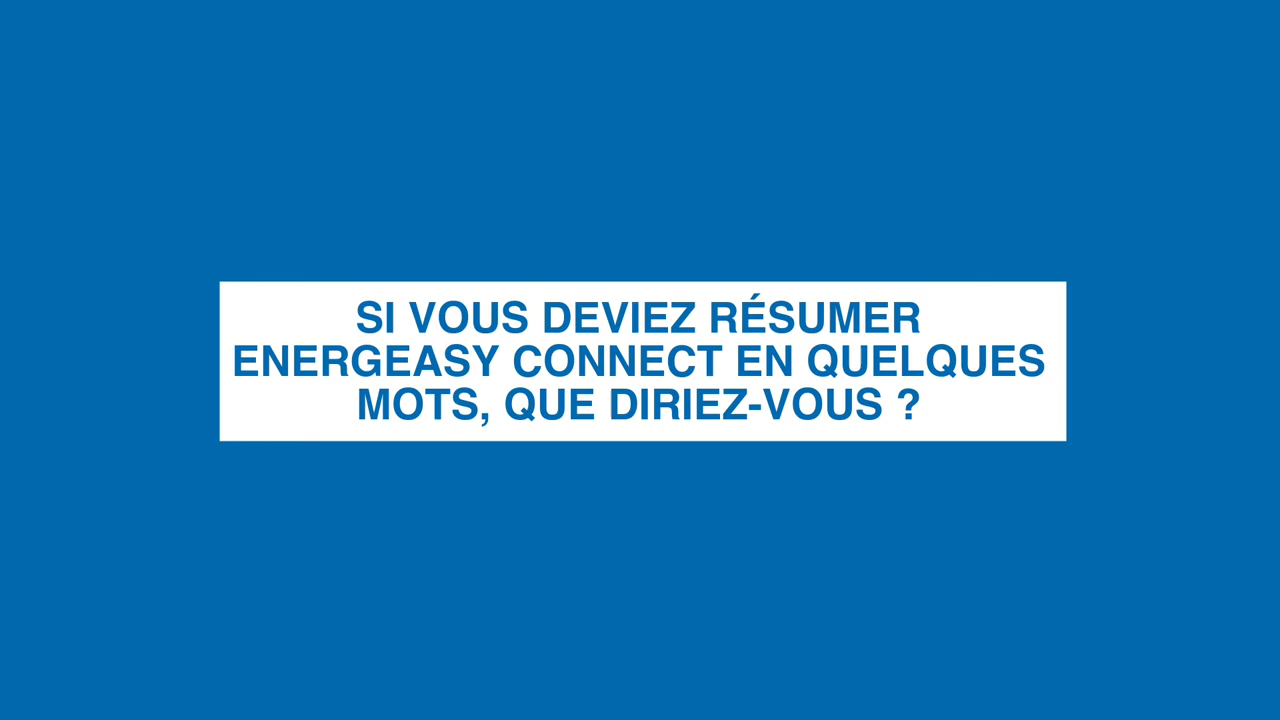 SI VOUS DEVIEZ RÉSUMER
ENERGEASY CONNECT EN QUELQUES
MOTS, QUE DIRIEZ-VOUS ?